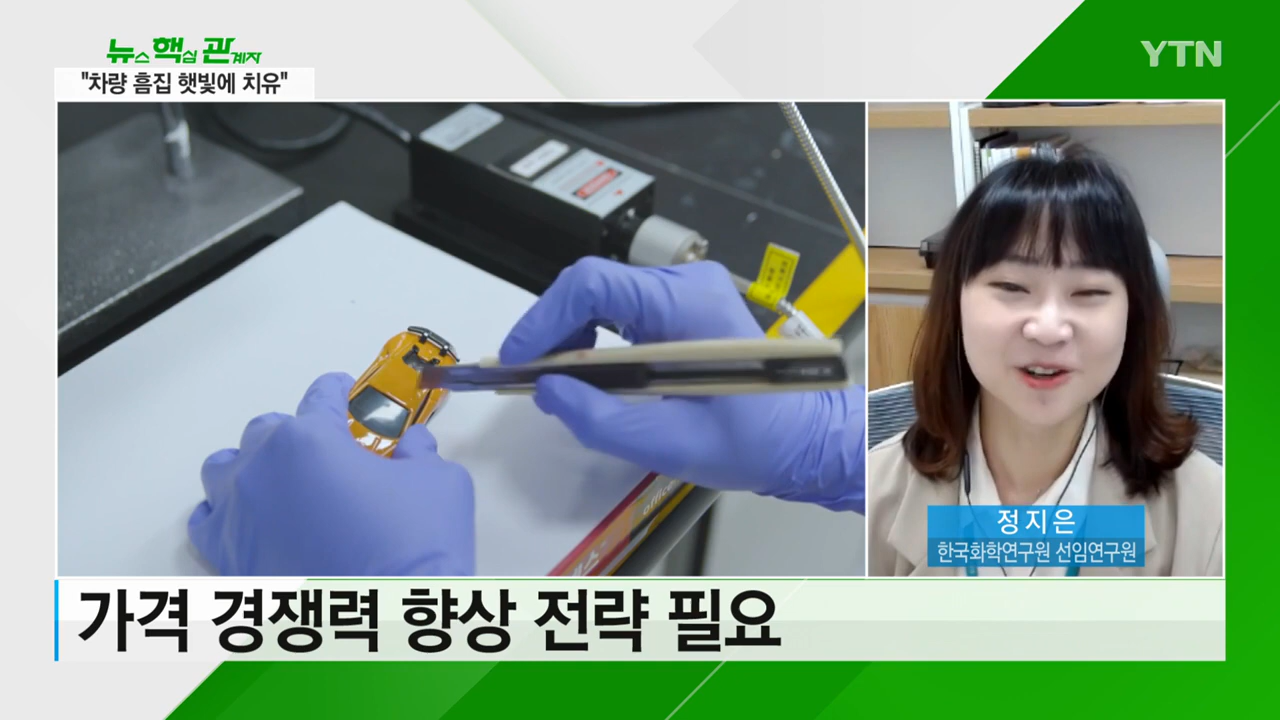 뉴스 핵심 관계자
YTN
"차량 흠집 햇빛에 치유"
office
정지은
한국화학연구원 선임연구원
가격 경쟁력 향상 전략 필요